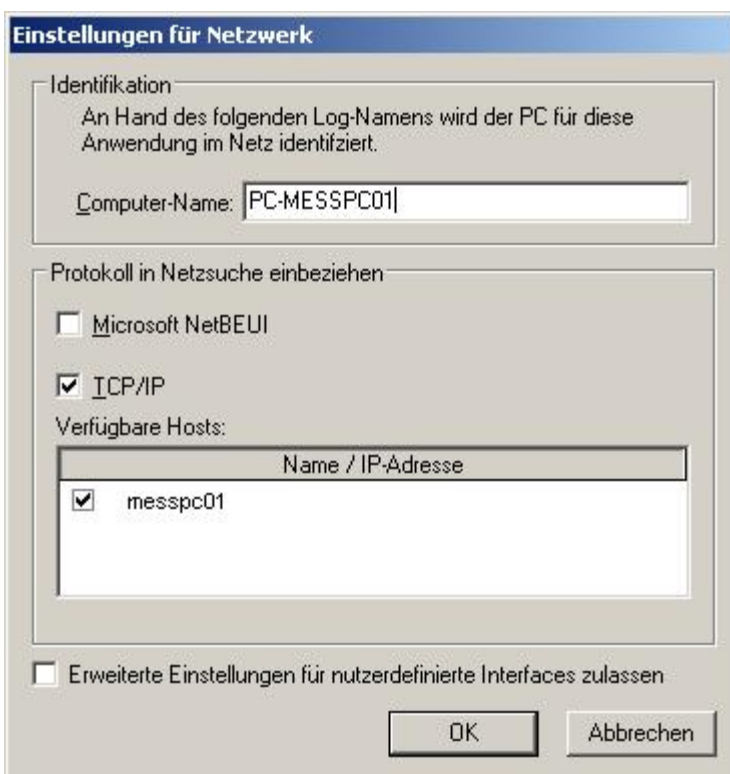 Einstellungen für Netzwerk
Identifikation
An Hand des folgenden Log-Namens wird der PC für diese
Anwendung im Netz identifziert.
Computer-Name: PC-MESSPC01
Protokoll in Netzsuche einbeziehen
Microsoft NetBEUI
TCP/IP
Verfügbare Hosts:
Name / IP-Adresse
messpc01
Erweiterte Einstellungen für nutzerdefinierte Interfaces zulassen
OK Abbrechen